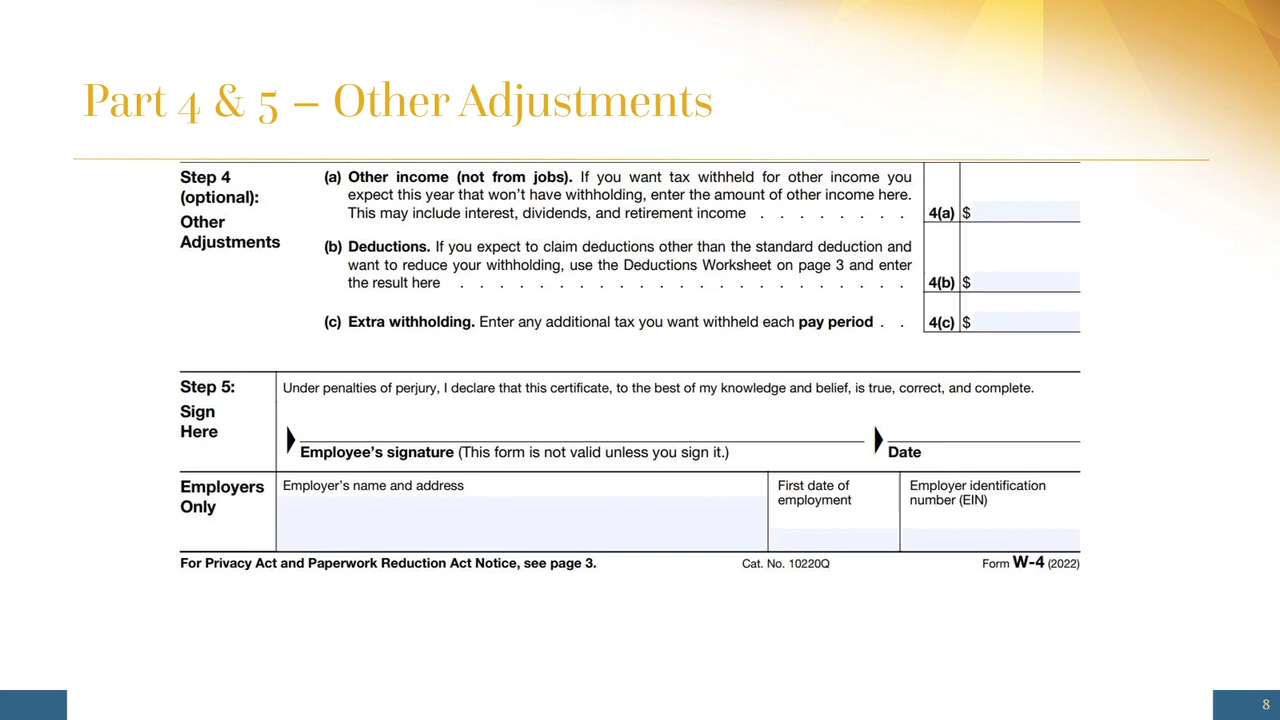 Part 4 & 5 – Other Adjustments
Step 4
(optional):
Other
Adjustments
(a) Other income (not from jobs). If you want tax withheld for other income you
expect this year that won't have withholding, enter the amount of other income here.
This may include interest, dividends, and retirement income . . . . . . . .
4(a) $
(b) Deductions. If you expect to claim deductions other than the standard deduction and
want to reduce your withholding, use the Deductions Worksheet on page 3 and enter
the result here . . . . . . . . . . . . . . . . . . . . . . .
4(b) $
(c) Extra withholding. Enter any additional tax you want withheld each pay period . .
4(c) $
Step 5:
Sign
Here
Under penalties of perjury, I declare that this certificate, to the best of my knowledge and belief, is true, correct, and complete.
Employee's signature (This form is not valid unless you sign it.)
Date
Employers
Only
Employer's name and address
First date of
employment
Employer identification
number (EIN)
For Privacy Act and Paperwork Reduction Act Notice, see page 3.
Cat. No. 10220Q
Form W-4 (2022)
8